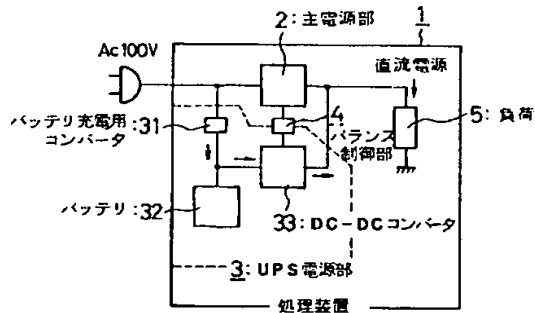 1
2:主電源部
Ac100V
直流電源
バッテリ充電用:31
コンバータ
4
バランス
制御部
5:負荷
バッテリ:32
33:DC-DCコンバータ
3:UPS電源部
処理装置